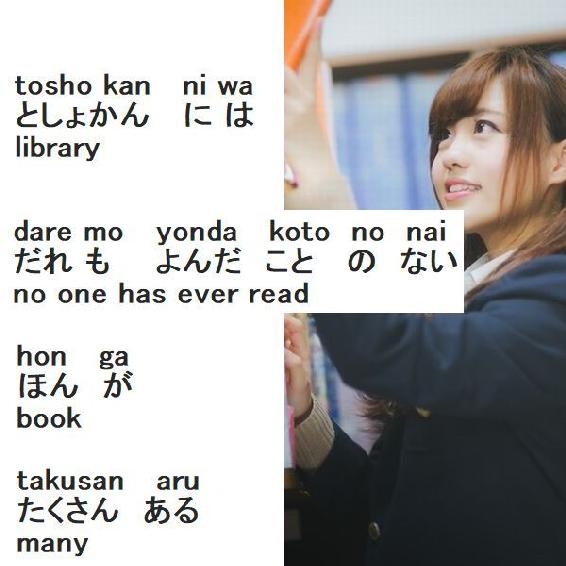 tosho kan ni wa
としょかん には
library
dare mo yonda koto no nai
だれ も よんだ こと の ない
no one has ever read
hon ga
ほん が
book
takusan aru
たくさん ある
many